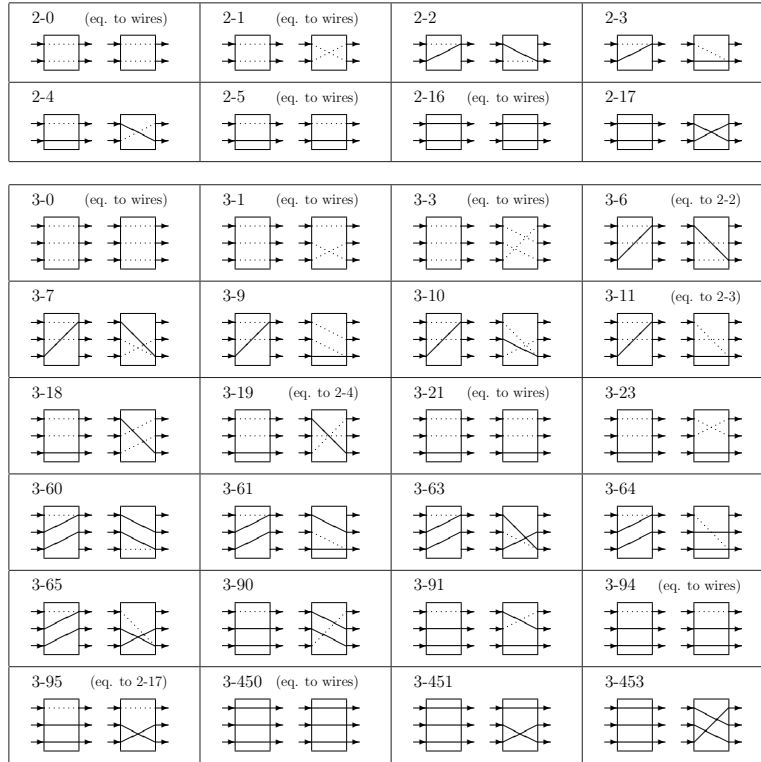 2-0 (eq. to wires) 2-1 (eq. to wires) 2-2 2-3
2-4 2-5 (eq. to wires) 2-16 (eq. to wires) 2-17
3-0 (eq. to wires) 3-1 (eq. to wires) 3-3 (eq. to wires) 3-6 (eq. to 2-2)
3-7 3-9 3-10 3-11 (eq. to 2-3)
3-18 3-19 (eq. to 2-4) 3-21 (eq. to wires) 3-23
3-60 3-61 3-63 3-64
3-65 3-90 3-91 3-94 (eq. to wires)
3-95 (eq. to 2-17) 3-450 (eq. to wires) 3-451 3-453